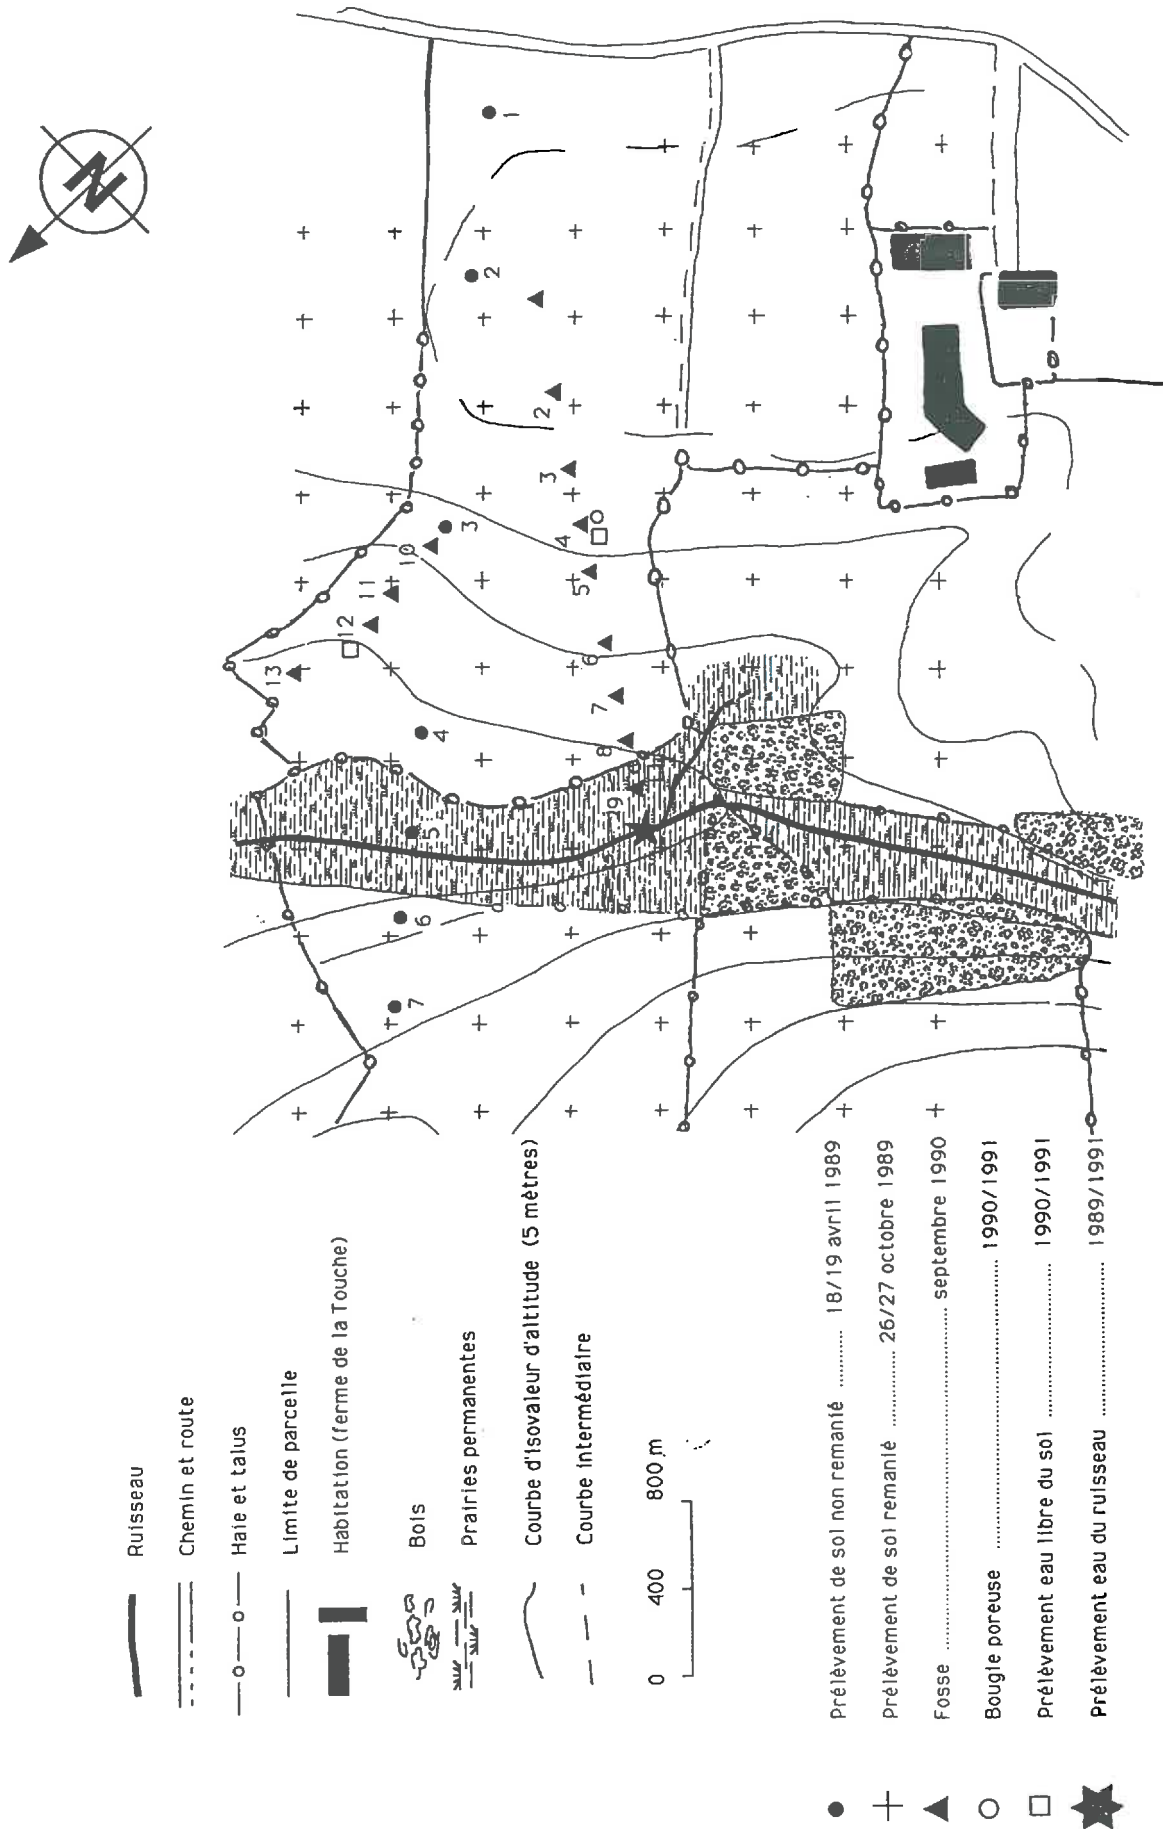 N
1
2
2
3
3
4
5
10
11
12
13
6
7
8
4
5
6
7
Ruisseau
Chemin et route
Haie et talus
Limite de parcelle
Habitation (ferme de la Touche)
Bois
Prairies permanentes
Courbe d'isovaleur d'altitude (5 mètres)
Courbe intermédiaire
0 400 800 m
Prélèvement de sol non remanié .......... 18/19 avril 1989
Prélèvement de sol remanié .......... 26/27 octobre 1989
Fosse .......... septembre 1990
Bougie poreuse .......... 1990/1991
Prélèvement eau libre du sol .......... 1990/1991
Prélèvement eau du ruisseau .......... 1989/1991